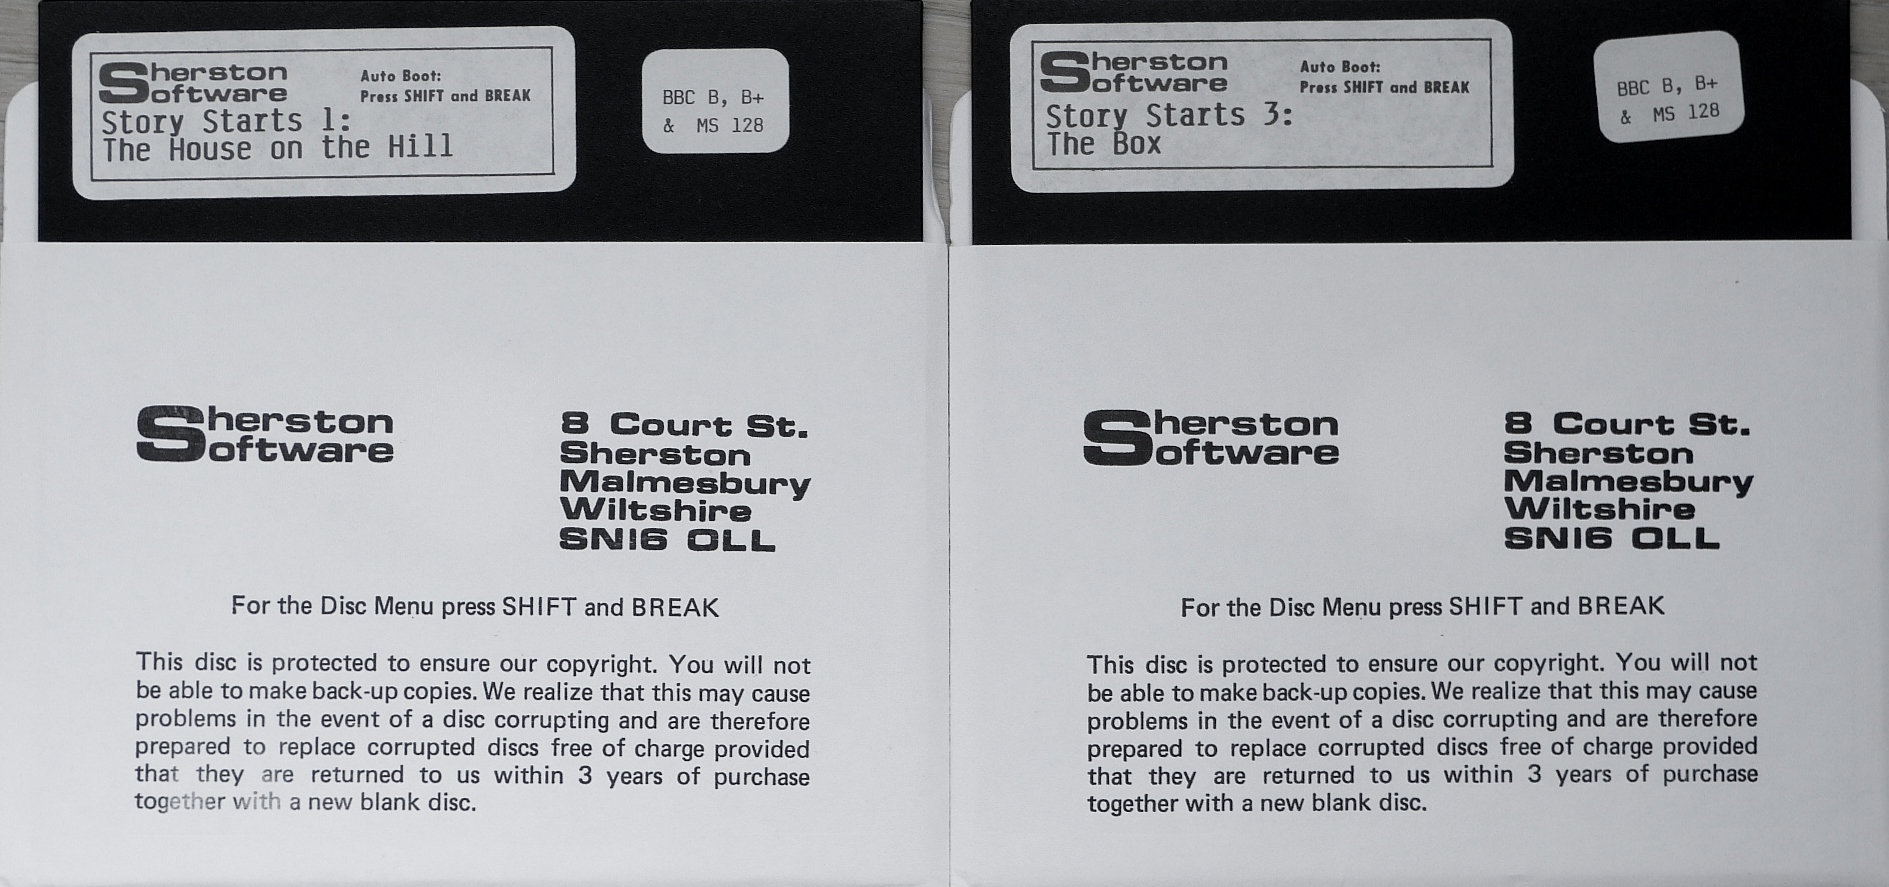 Sherston
Software
Auto Boot:
Press SHIFT and BREAK
Story Starts 1:
The House on the Hill
BBC B, B+
& MS 128
Sherston
Software
8 Court St.
Sherston
Malmesbury
Wiltshire
SN16 OLL
For the Disc Menu press SHIFT and BREAK
This disc is protected to ensure our copyright. You will not
be able to make back-up copies. We realize that this may cause
problems in the event of a disc corrupting and are therefore
prepared to replace corrupted discs free of charge provided
that they are returned to us within 3 years of purchase
together with a new blank disc.
Sherston
Software
Auto Boot:
Press SHIFT and BREAK
Story Starts 3:
The Box
BBC B, B+
& MS 128
Sherston
Software
8 Court St.
Sherston
Malmesbury
Wiltshire
SN16 OLL
For the Disc Menu press SHIFT and BREAK
This disc is protected to ensure our copyright. You will not
be able to make back-up copies. We realize that this may cause
problems in the event of a disc corrupting and are therefore
prepared to replace corrupted discs free of charge provided
that they are returned to us within 3 years of purchase
together with a new blank disc.